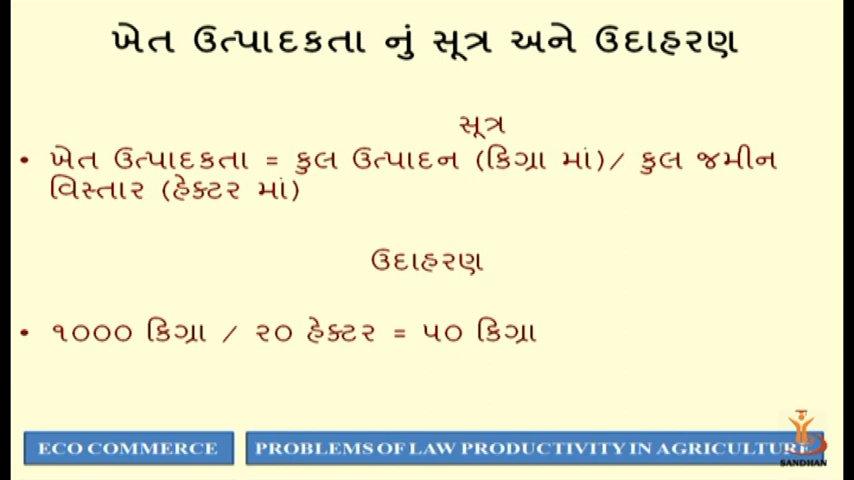 ખેત ઉત્પાદકતા નું સૂત્ર અને ઉદાહરણ
સૂત્ર
• ખેત ઉત્પાદકતા = કુલ ઉત્પાદન (કિગ્રા માં)/ કુલ જમીન
વિસ્તાર (હેક્ટર માં)
ઉદાહરણ
• ૧૦૦૦ કિગ્રા / ૨૦ હેક્ટર = ૫૦ કિગ્રા
ECO COMMERCE
PROBLEMS OF LAW PRODUCTIVITY IN AGRICULTURE
SANDHAN